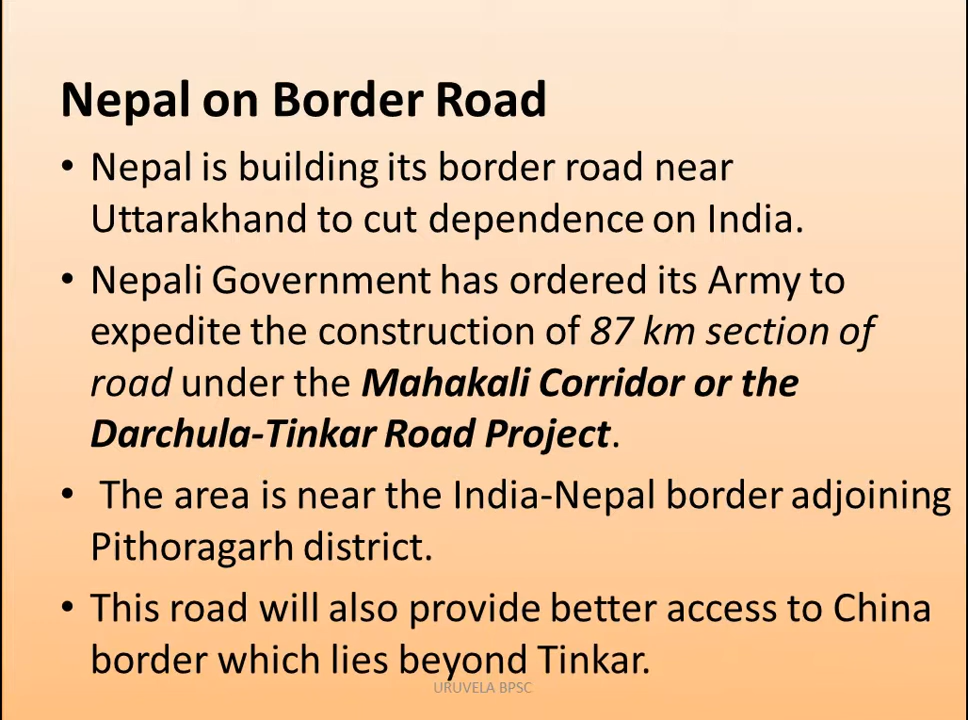 Nepal on Border Road
• Nepal is building its border road near
Uttarakhand to cut dependence on India.
• Nepali Government has ordered its Army to
expedite the construction of 87 km section of
road under the Mahakali Corridor or the
Darchula-Tinkar Road Project.
• The area is near the India-Nepal border adjoining
Pithoragarh district.
• This road will also provide better access to China
border which lies beyond Tinkar.
URUVELA BPSC